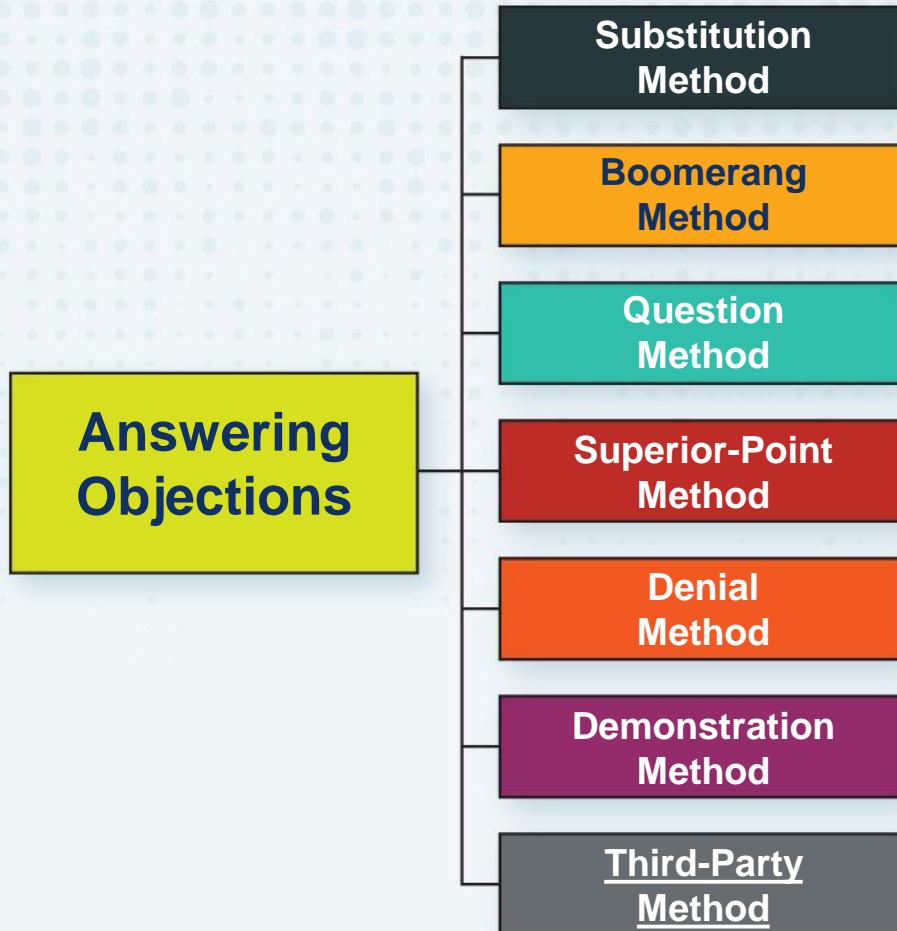 Answering
Objections
Substitution
Method
Boomerang
Method
Question
Method
Superior-Point
Method
Denial
Method
Demonstration
Method
Third-Party
Method